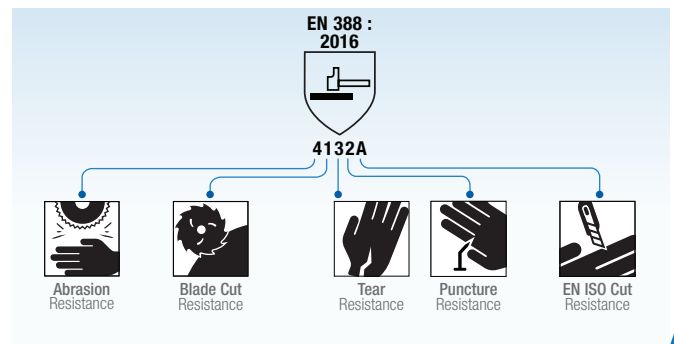 EN 388 :
2016
4132A
Abrasion
Resistance
Blade Cut
Resistance
Tear
Resistance
Puncture
Resistance
EN ISO Cut
Resistance